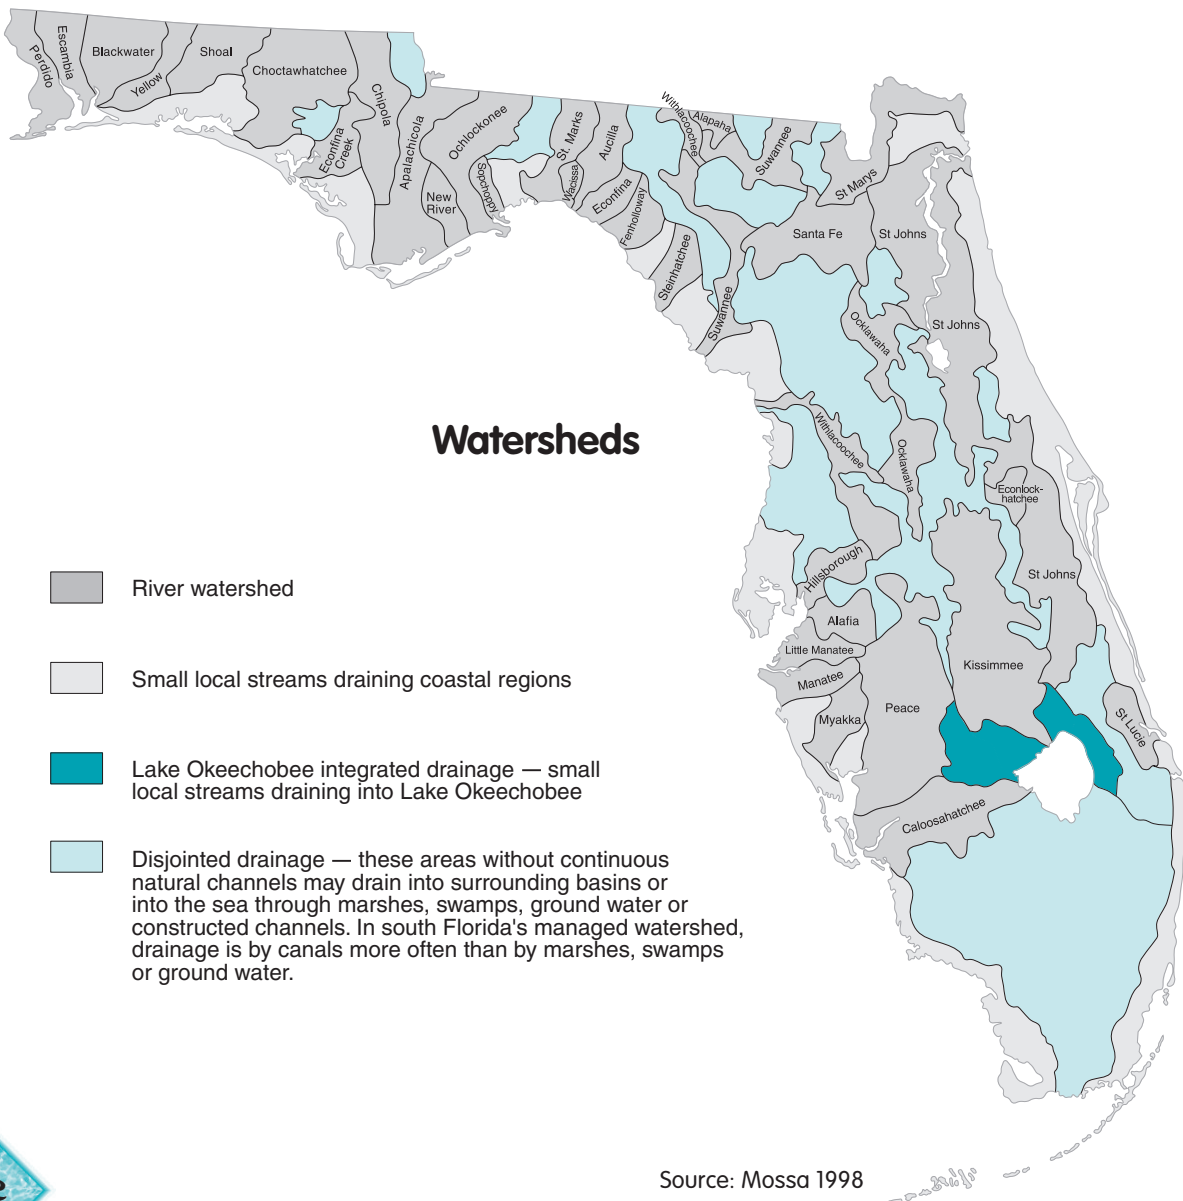 Perdido
Escambia
Blackwater
Yellow
Shoal
Choctawhatchee
Econfina
Creek
Chipola
Apalachicola
New
River
Ochlockonee
Sopchoppy
St. Marks
Wacissa
Aucilla
Econfina
Fenholloway
Steinhatchee
Withlacoochee
Alapaha
Suwannee
St Marys
Santa Fe
St Johns
Suwannee
Ocklawaha
St Johns
Withlacoochee
Ocklawaha
Econlock-
hatchee
St Johns
Hillsborough
Alafia
Little Manatee
Manatee
Myakka
Peace
Kissimmee
St Lucie
Caloosahatchee
Watersheds
River watershed
Small local streams draining coastal regions
Lake Okeechobee integrated drainage — small
local streams draining into Lake Okeechobee
Disjointed drainage — these areas without continuous
natural channels may drain into surrounding basins or
into the sea through marshes, swamps, ground water or
constructed channels. In south Florida's managed watershed,
drainage is by canals more often than by marshes, swamps
or ground water.
Source: Mossa 1998